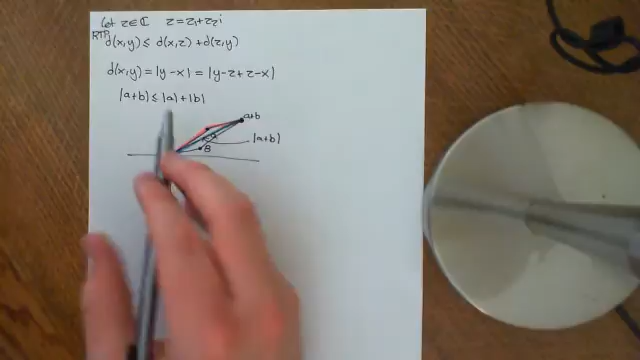 Let z∈ℂ z=z₁+z₂i
RTP d(x,y) ≤ d(x,z) + d(z,y)
d(x,y) = |y-x| = |y-z+z-x|
|a+b| ≤ |a| + |b|
a+b
|a+b|
B